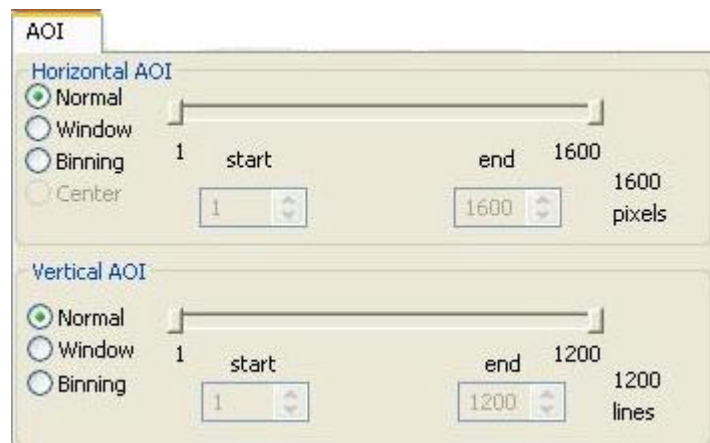 AOI
Horizontal AOI
Normal
Window
Binning
Center
1 1600
start end
1 1600
1600
pixels
Vertical AOI
Normal
Window
Binning
1 1200
start end
1 1200
1200
lines